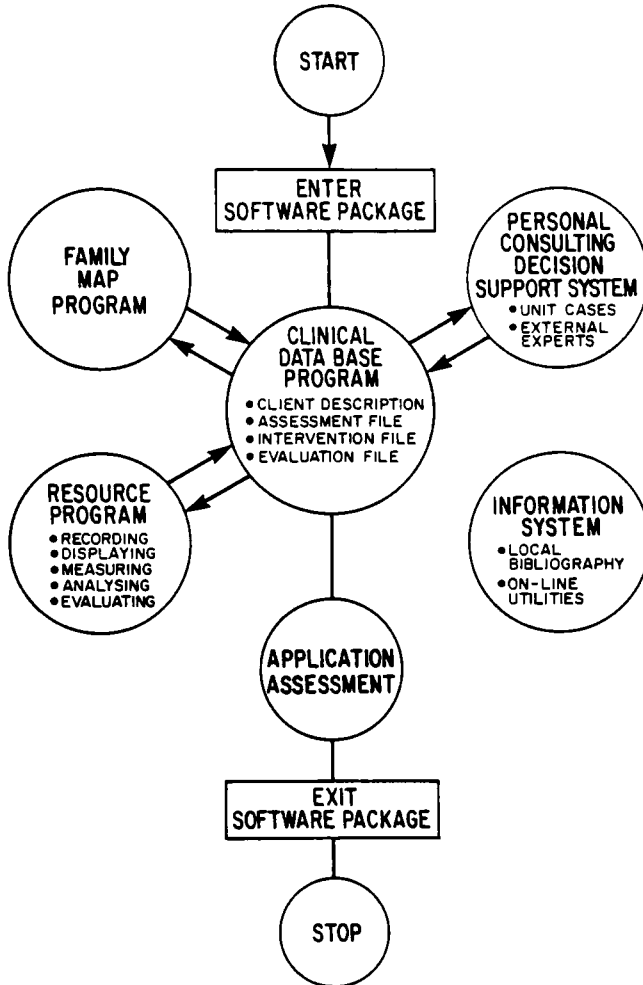 START
ENTER
SOFTWARE PACKAGE
FAMILY
MAP
PROGRAM
PERSONAL
CONSULTING
DECISION
SUPPORT SYSTEM
• UNIT CASES
• EXTERNAL
EXPERTS
CLINICAL
DATA BASE
PROGRAM
• CLIENT DESCRIPTION
• ASSESSMENT FILE
• INTERVENTION FILE
• EVALUATION FILE
RESOURCE
PROGRAM
• RECORDING
• DISPLAYING
• MEASURING
• ANALYSING
• EVALUATING
INFORMATION
SYSTEM
• LOCAL
BIBLIOGRAPHY
• ON-LINE
UTILITIES
APPLICATION
ASSESSMENT
EXIT
SOFTWARE PACKAGE
STOP